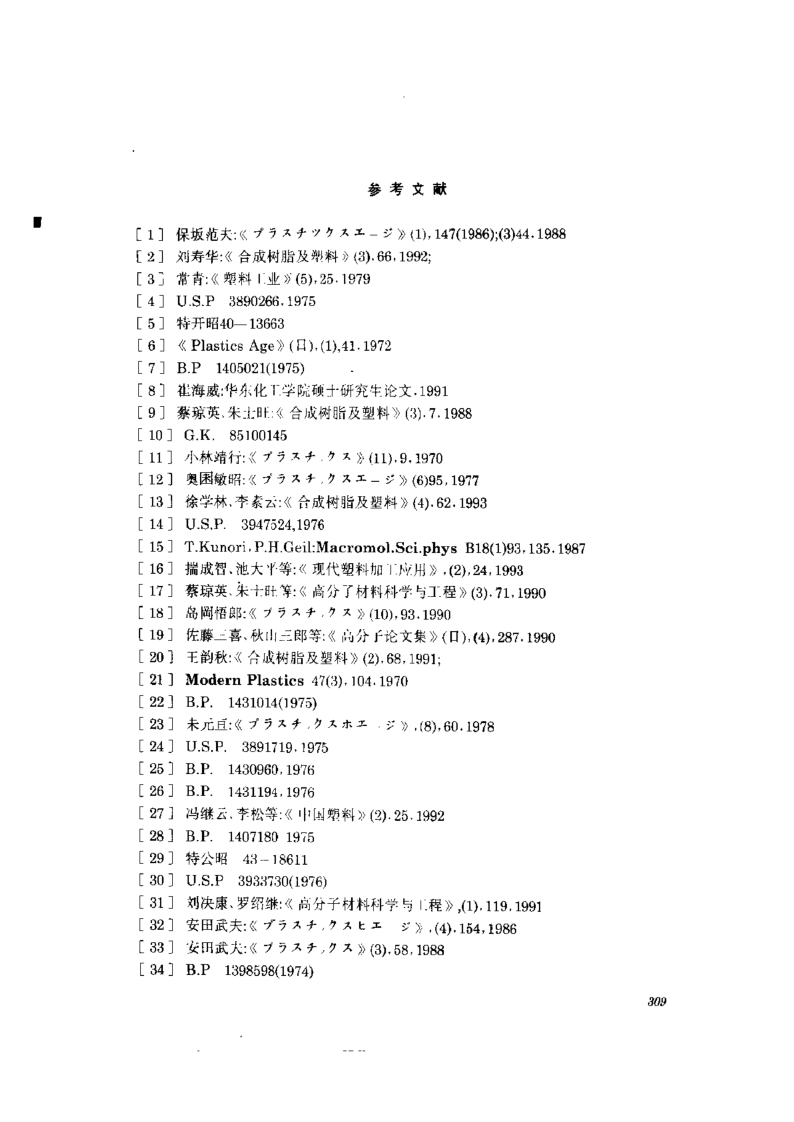 参考文献
[1] 保坂范夫:《プラスチツクスエ－ジ》(1),147(1986);(3)44.1988
[2] 刘寿华:《合成树脂及塑料》(3).66,1992;
[3] 常青:《塑料工业》(5),25.1979
[4] U.S.P 3890266.1975
[5] 特开昭40—13663
[6] 《Plastics Age》(日),(1),41.1972
[7] B.P 1405021(1975)
[8] 崔海威:华东化工学院硕士研究生论文.1991
[9] 蔡琼英、朱士旺:《合成树脂及塑料》(3).7.1988
[10] G.K. 85100145
[11] 小林靖行:《プラスチックス》(11),9,1970
[12] 奥困敏昭:《プラスチックスエ－ジ》(6)95,1977
[13] 徐学林、李素云:《合成树脂及塑料》(4).62.1993
[14] U.S.P. 3947524,1976
[15] T.Kunori,P.H.Geil:Macromol.Sci.phys B18(1)93,135.1987
[16] 揣成智、池大平等:《现代塑料加工应用》,(2),24,1993
[17] 蔡琼英、朱士旺等:《高分子材料科学与工程》(3).71,1990
[18] 岛岡悟郎:《プラスチックス》(10),93.1990
[19] 佐藤三喜、秋山三郎等:《高分子论文集》(日),(4),287.1990
[20] 王韵秋:《合成树脂及塑料》(2).68,1991;
[21] Modern Plastics 47(3),104.1970
[22] B.P. 1431014(1975)
[23] 未元亘:《プラスチックスホエ－ジ》,(8),60.1978
[24] U.S.P. 3891719.1975
[25] B.P. 1430960,1976
[26] B.P. 1431194,1976
[27] 冯继云、李松等:《中国塑料》(2).25.1992
[28] B.P. 1407180 1975
[29] 特公昭 43－18611
[30] U.S.P 3933730(1976)
[31] 刘决康、罗绍继:《高分子材料科学与工程》,(1).119.1991
[32] 安田武夫:《プラスチックスヒエ ジ》,(4).154,1986
[33] 安田武夫:《プラスチックス》(3).58,1988
[34] B.P 1398598(1974)
309